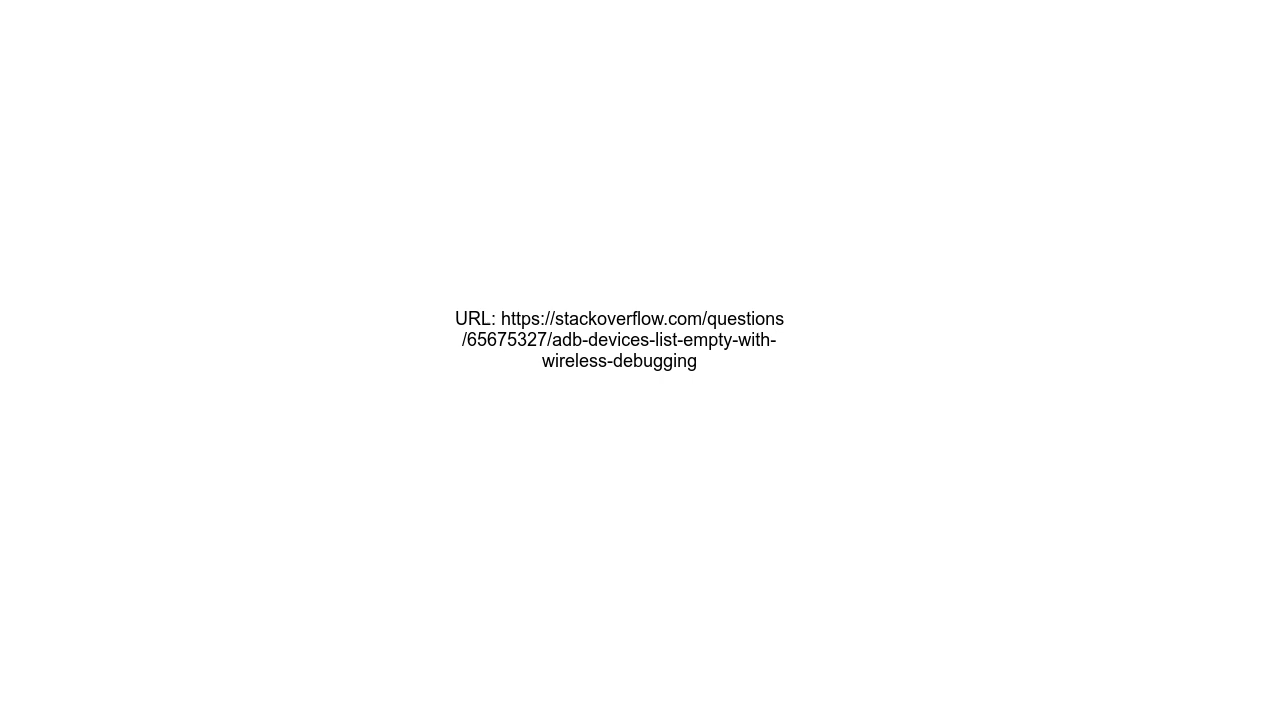 URL: https://stackoverflow.com/questions
/65675327/adb-devices-list-empty-with-
wireless-debugging